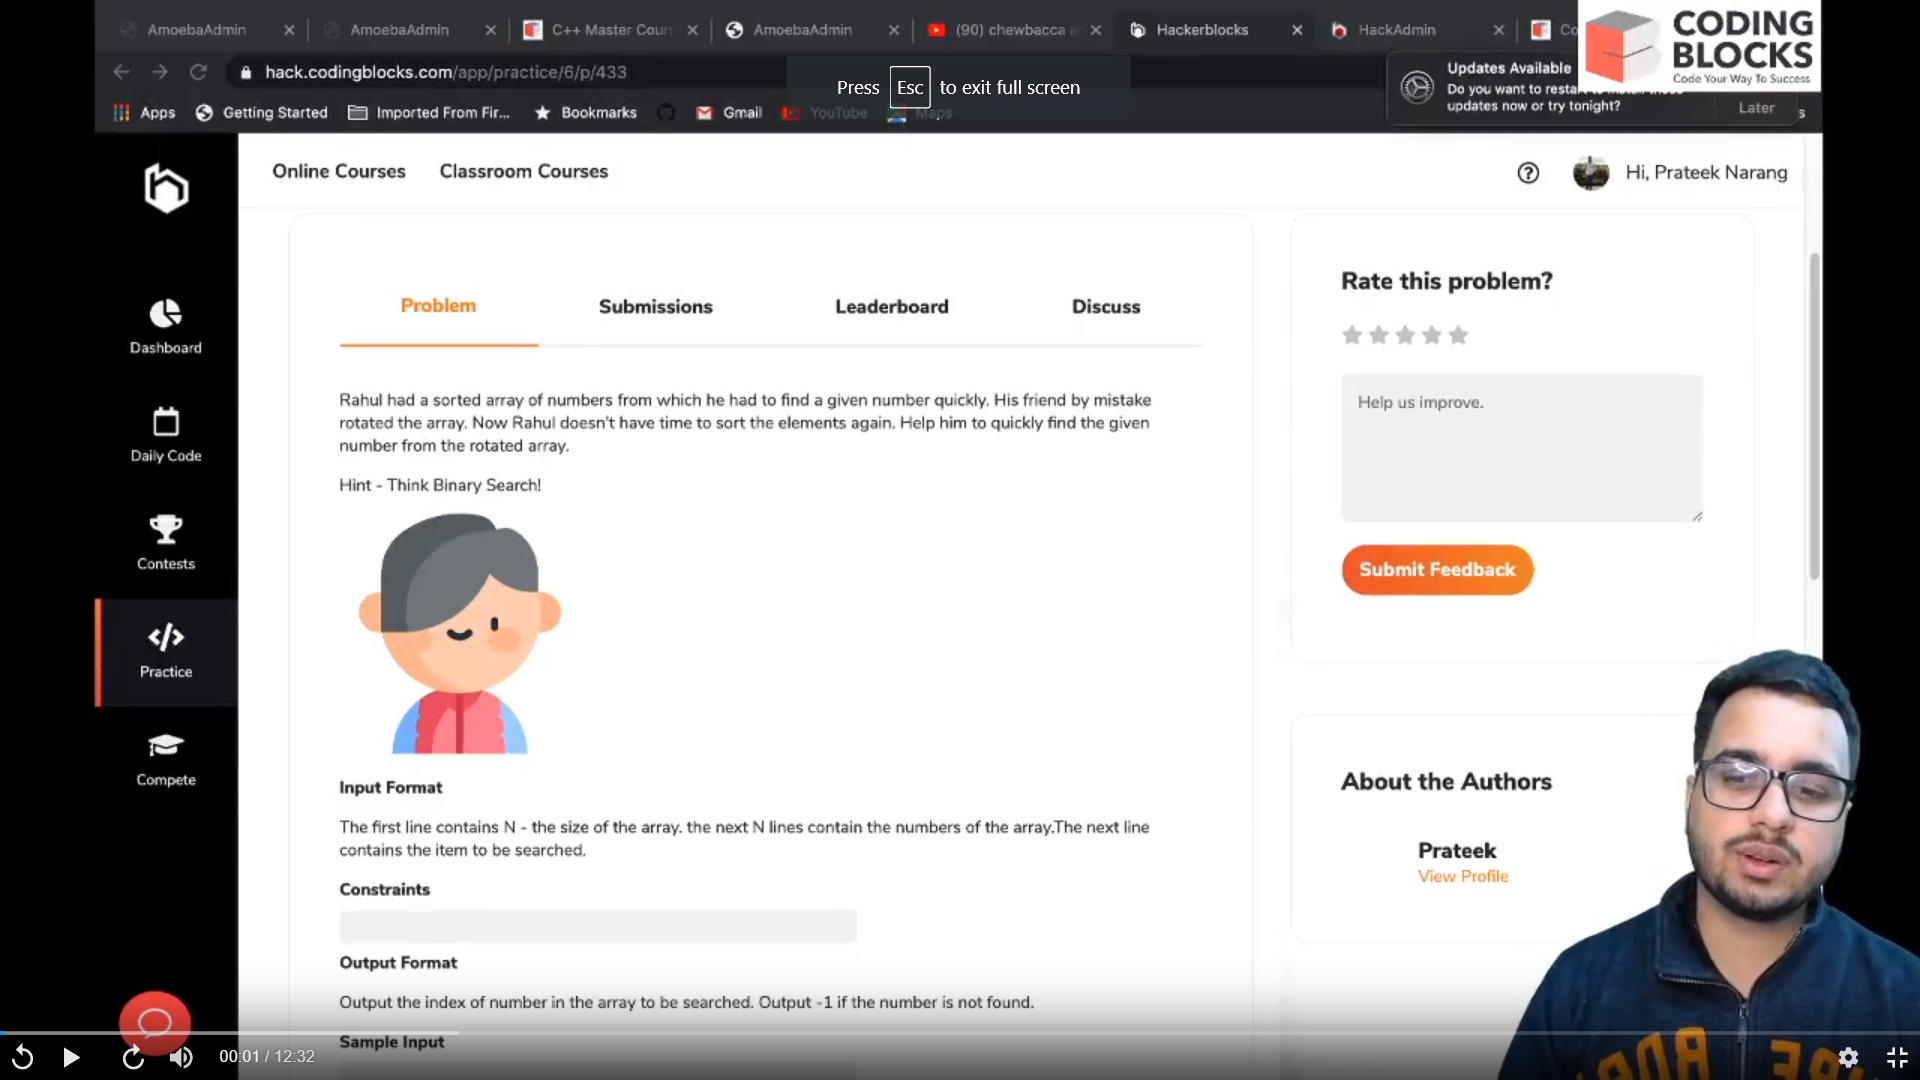 AmoebaAdmin
AmoebaAdmin
C++ Master Cour
AmoebaAdmin
(90) chewbacca a
Hackerblocks
HackAdmin
Co
CODING
BLOCKS
Code Your Way To Success
hack.codingblocks.com/app/practice/6/p/433
Press Esc to exit full screen
Updates Available
Do you want to restart to install these
updates now or try tonight?
Later
Apps
Getting Started
Imported From Fir...
Bookmarks
Gmail
YouTube
Maps
s
Online Courses
Classroom Courses
Hi, Prateek Narang
Dashboard
Daily Code
Contests
Practice
Compete
Problem
Submissions
Leaderboard
Discuss
Rahul had a sorted array of numbers from which he had to find a given number quickly. His friend by mistake
rotated the array. Now Rahul doesn't have time to sort the elements again. Help him to quickly find the given
number from the rotated array.
Hint - Think Binary Search!
Input Format
The first line contains N - the size of the array. the next N lines contain the numbers of the array.The next line
contains the item to be searched.
Constraints
Output Format
Output the index of number in the array to be searched. Output -1 if the number is not found.
Sample Input
Rate this problem?
Help us improve.
Submit Feedback
About the Authors
Prateek
View Profile
00:01 / 12:32